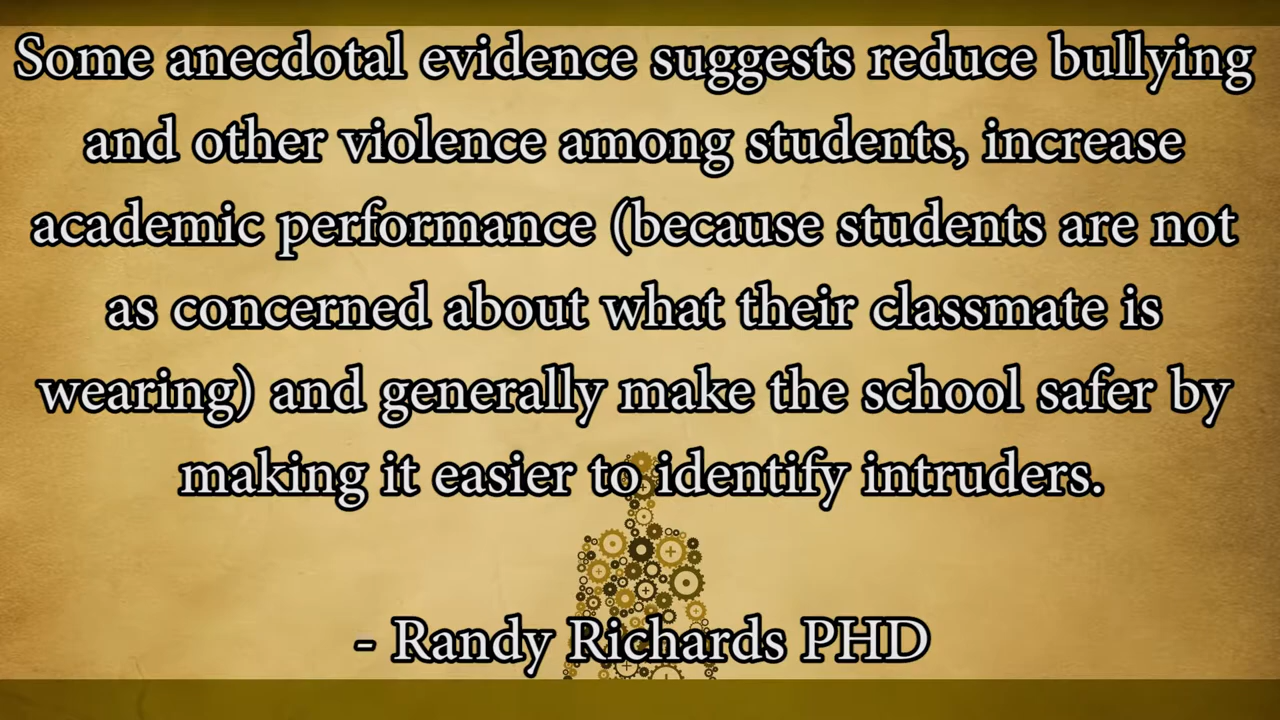 Some anecdotal evidence suggests reduce bullying
and other violence among students, increase
academic performance (because students are not
as concerned about what their classmate is
wearing) and generally make the school safer by
making it easier to identify intruders.
- Randy Richards PHD